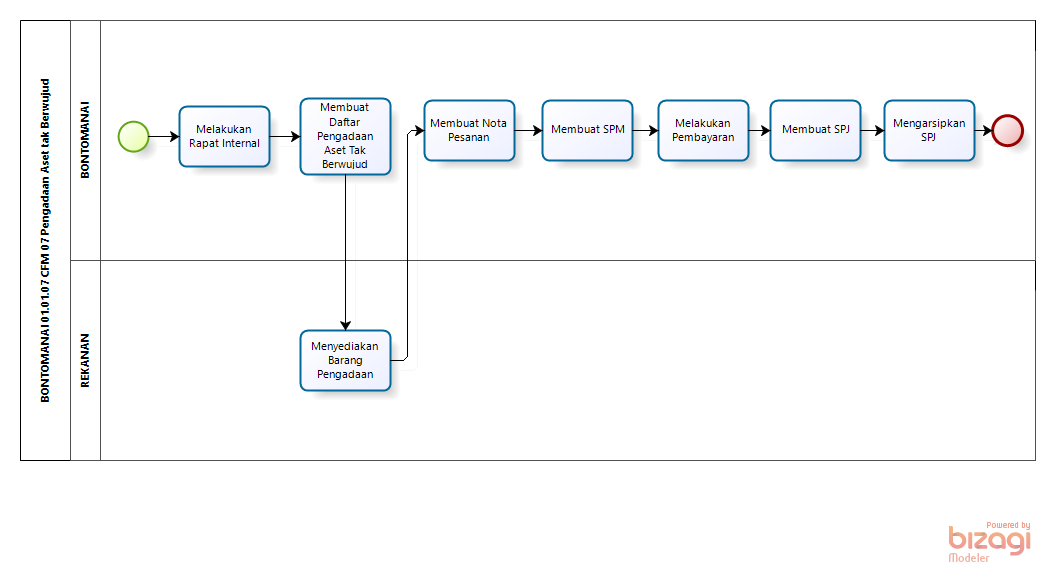 BONTOMANAI 01.01.07 CFM 07 Pengadaan Aset tak Berwujud
BONTOMANAI
Melakukan
Rapat Internal
Membuat
Daftar
Pengadaan
Aset Tak
Berwujud
Membuat Nota
Pesanan
Membuat SPM
Melakukan
Pembayaran
Membuat SPJ
Mengarsipkan
SPJ
REKANAN
Menyediakan
Barang
Pengadaan
Powered by
bizagi
Modeler